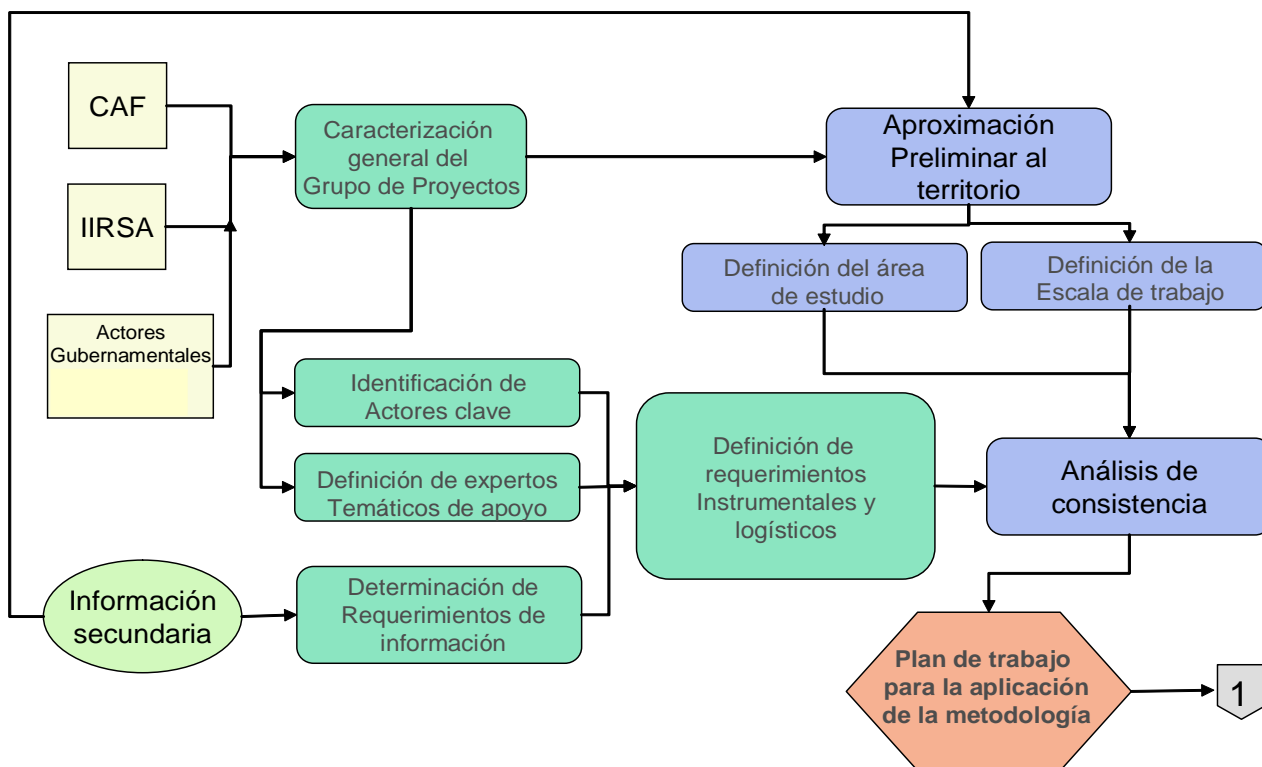 CAF
IIRSA
Actores
Gubernamentales
Caracterización
general del
Grupo de Proyectos
Aproximación
Preliminar al
territorio
Definición del área
de estudio
Definición de la
Escala de trabajo
Identificación de
Actores clave
Definición de expertos
Temáticos de apoyo
Definición de
requerimientos
Instrumentales y
logísticos
Análisis de
consistencia
Información
secundaria
Determinación de
Requerimientos de
información
Plan de trabajo
para la aplicación
de la metodología
1